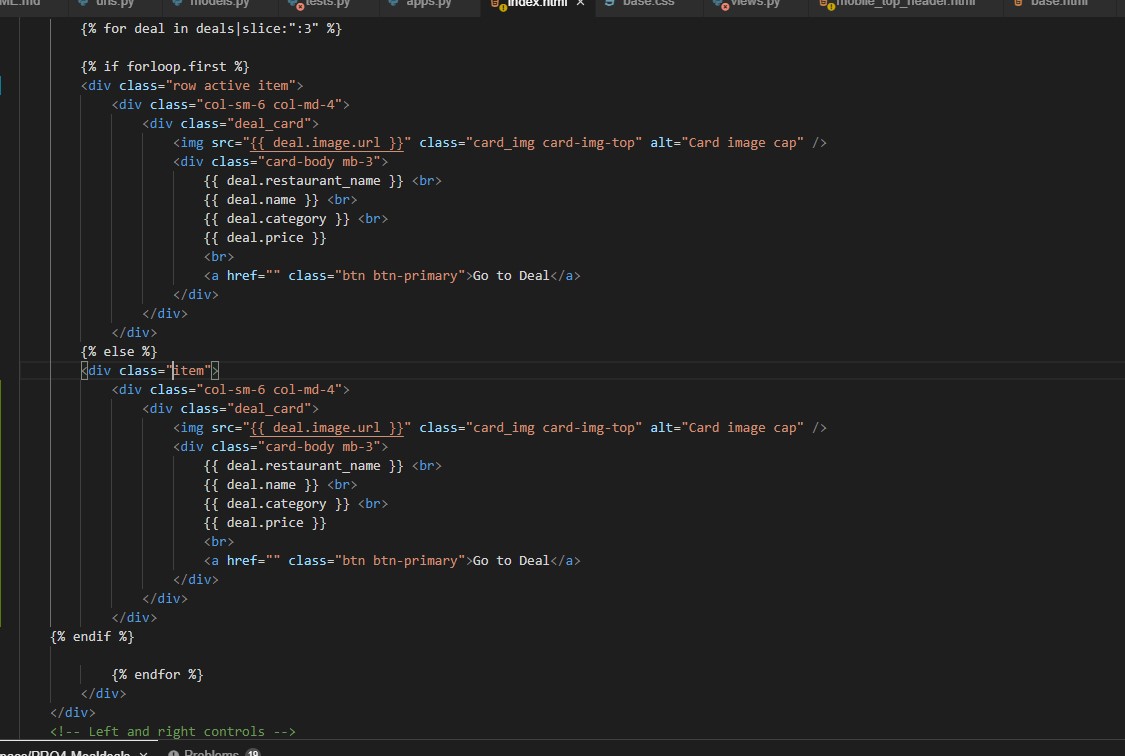 urls.py models.py tests.py apps.py index.html × base.css views.py mobile_top_header.html base.html
{% for deal in deals|slice:":3" %}
{% if forloop.first %}
<div class="row active item">
<div class="col-sm-6 col-md-4">
<div class="deal_card">
<img src="{{ deal.image.url }}" class="card_img card-img-top" alt="Card image cap" />
<div class="card-body mb-3">
{{ deal.restaurant_name }} <br>
{{ deal.name }} <br>
{{ deal.category }} <br>
{{ deal.price }}
<br>
<a href="" class="btn btn-primary">Go to Deal</a>
</div>
</div>
</div>
{% else %}
<div class="item">
<div class="col-sm-6 col-md-4">
<div class="deal_card">
<img src="{{ deal.image.url }}" class="card_img card-img-top" alt="Card image cap" />
<div class="card-body mb-3">
{{ deal.restaurant_name }} <br>
{{ deal.name }} <br>
{{ deal.category }} <br>
{{ deal.price }}
<br>
<a href="" class="btn btn-primary">Go to Deal</a>
</div>
</div>
</div>
{% endif %}
{% endfor %}
</div>
</div>
<!-- Left and right controls -->
Problems 19